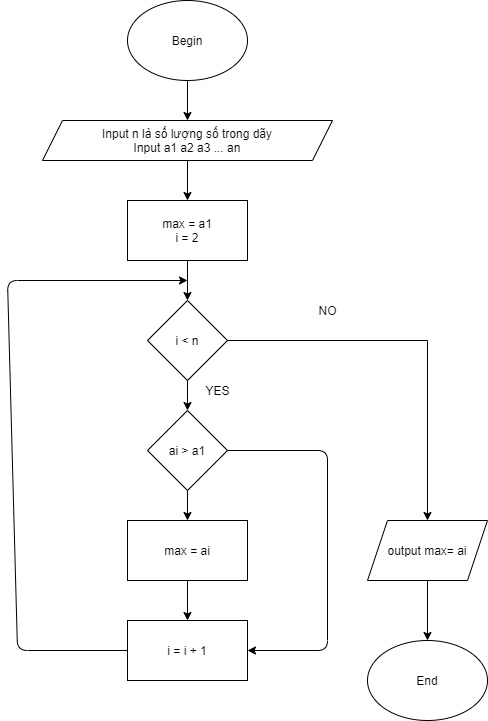 Begin
Input n là số lượng số trong dãy
Input a1 a2 a3 ... an
max = a1
i = 2
i < n
NO
YES
ai > a1
max = ai
output max= ai
i = i + 1
End